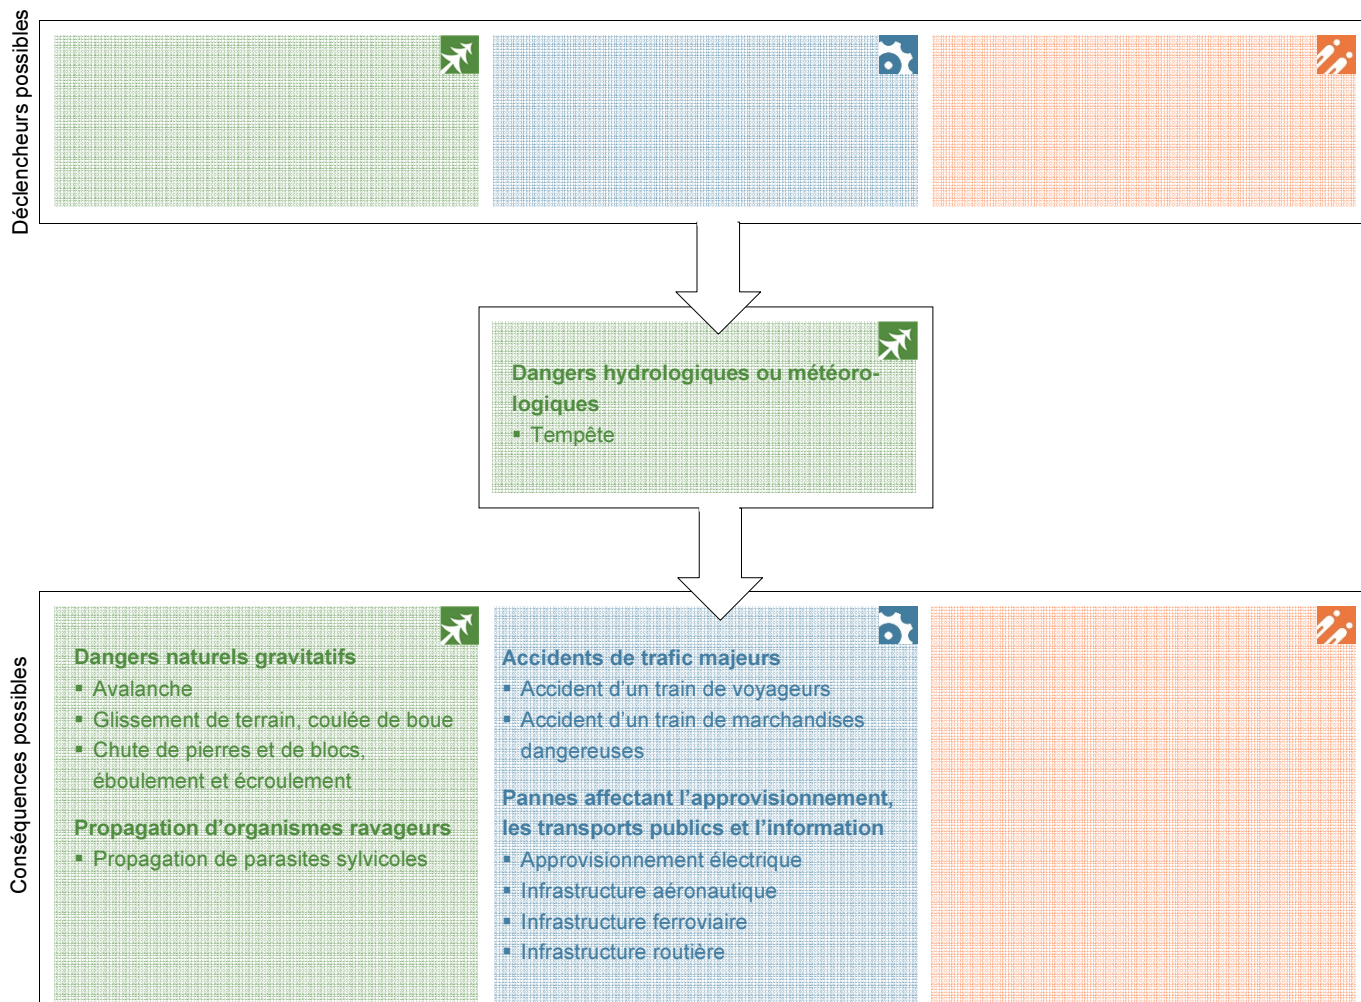 Déclencheurs possibles
Dangers hydrologiques ou météoro-
logiques
▪ Tempête
Conséquences possibles
Dangers naturels gravitatifs
▪ Avalanche
▪ Glissement de terrain, coulée de boue
▪ Chute de pierres et de blocs,
éboulement et écroulement
Propagation d’organismes ravageurs
▪ Propagation de parasites sylvicoles
Accidents de trafic majeurs
▪ Accident d’un train de voyageurs
▪ Accident d’un train de marchandises
dangereuses
Pannes affectant l’approvisionnement,
les transports publics et l’information
▪ Approvisionnement électrique
▪ Infrastructure aéronautique
▪ Infrastructure ferroviaire
▪ Infrastructure routière